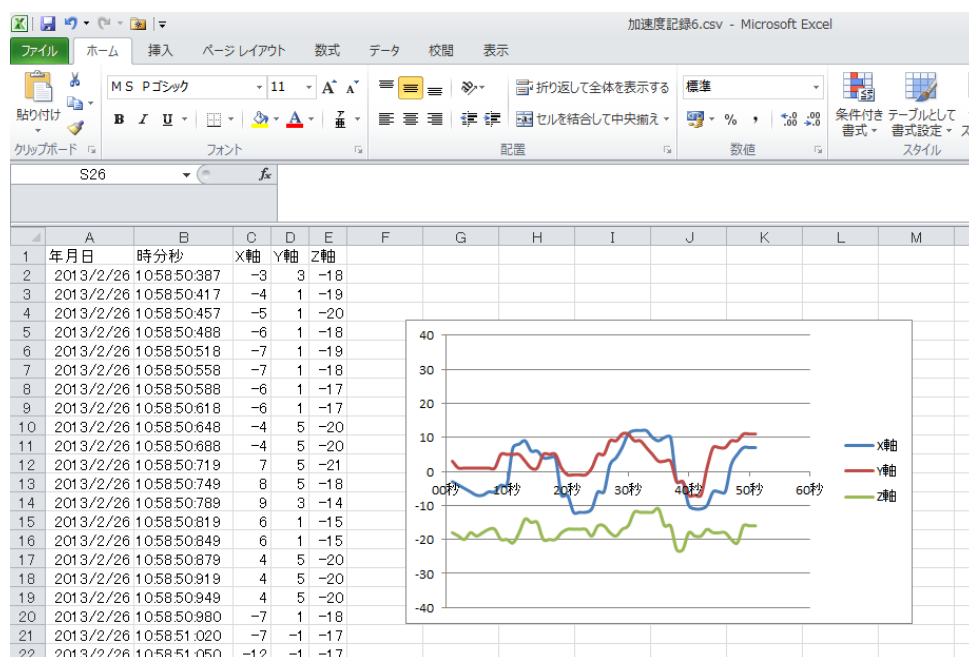 加速度記録6.csv - Microsoft Excel
ファイル ホーム 挿入 ページ レイアウト 数式 データ 校閲 表示
MS Pゴシック 11 A A 折り返して全体を表示する 標準
貼り付け B I U A 亜 セルを結合して中央揃え % , .0 .00 .00 .0 条件付き書式 テーブルとして書式設定 ス
クリップボード フォント 配置 数値 スタイル
S26 fx
A B C D E F G H I J K L M
1 年月日 時分秒 X軸 Y軸 Z軸
2 2013/2/26 10:58:50:387 -3 3 -18
3 2013/2/26 10:58:50:417 -4 1 -19
4 2013/2/26 10:58:50:457 -5 1 -20
5 2013/2/26 10:58:50:488 -6 1 -18
6 2013/2/26 10:58:50:518 -7 1 -19
7 2013/2/26 10:58:50:558 -7 1 -18
8 2013/2/26 10:58:50:588 -6 1 -17
9 2013/2/26 10:58:50:618 -6 1 -17
10 2013/2/26 10:58:50:648 -4 5 -20
11 2013/2/26 10:58:50:688 -4 5 -20
12 2013/2/26 10:58:50:719 7 5 -21
13 2013/2/26 10:58:50:749 8 5 -18
14 2013/2/26 10:58:50:789 9 3 -14
15 2013/2/26 10:58:50:819 6 1 -15
16 2013/2/26 10:58:50:849 6 1 -15
17 2013/2/26 10:58:50:879 4 5 -20
18 2013/2/26 10:58:50:919 4 5 -20
19 2013/2/26 10:58:50:949 4 5 -20
20 2013/2/26 10:58:50:980 -7 1 -18
21 2013/2/26 10:58:51:020 -7 -1 -17
22 2013/2/26 10:58:51:050 -12 -1 -17
40
30
20
10
0
-10
-20
-30
-40
00秒 10秒 20秒 30秒 40秒 50秒 60秒
X軸
Y軸
Z軸